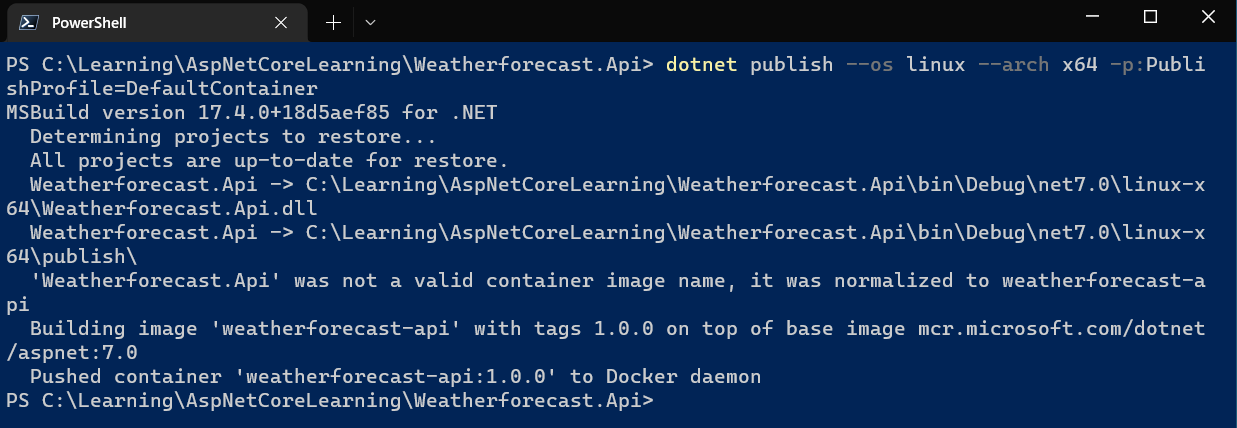 PowerShell
PS C:\Learning\AspNetCoreLearning\Weatherforecast.Api> dotnet publish --os linux --arch x64 -p:Publi
shProfile=DefaultContainer
MSBuild version 17.4.0+18d5aef85 for .NET
  Determining projects to restore...
  All projects are up-to-date for restore.
  Weatherforecast.Api -> C:\Learning\AspNetCoreLearning\Weatherforecast.Api\bin\Debug\net7.0\linux-x
64\Weatherforecast.Api.dll
  Weatherforecast.Api -> C:\Learning\AspNetCoreLearning\Weatherforecast.Api\bin\Debug\net7.0\linux-x
64\publish\
  'Weatherforecast.Api' was not a valid container image name, it was normalized to weatherforecast-a
pi
  Building image 'weatherforecast-api' with tags 1.0.0 on top of base image mcr.microsoft.com/dotnet
/aspnet:7.0
  Pushed container 'weatherforecast-api:1.0.0' to Docker daemon
PS C:\Learning\AspNetCoreLearning\Weatherforecast.Api>